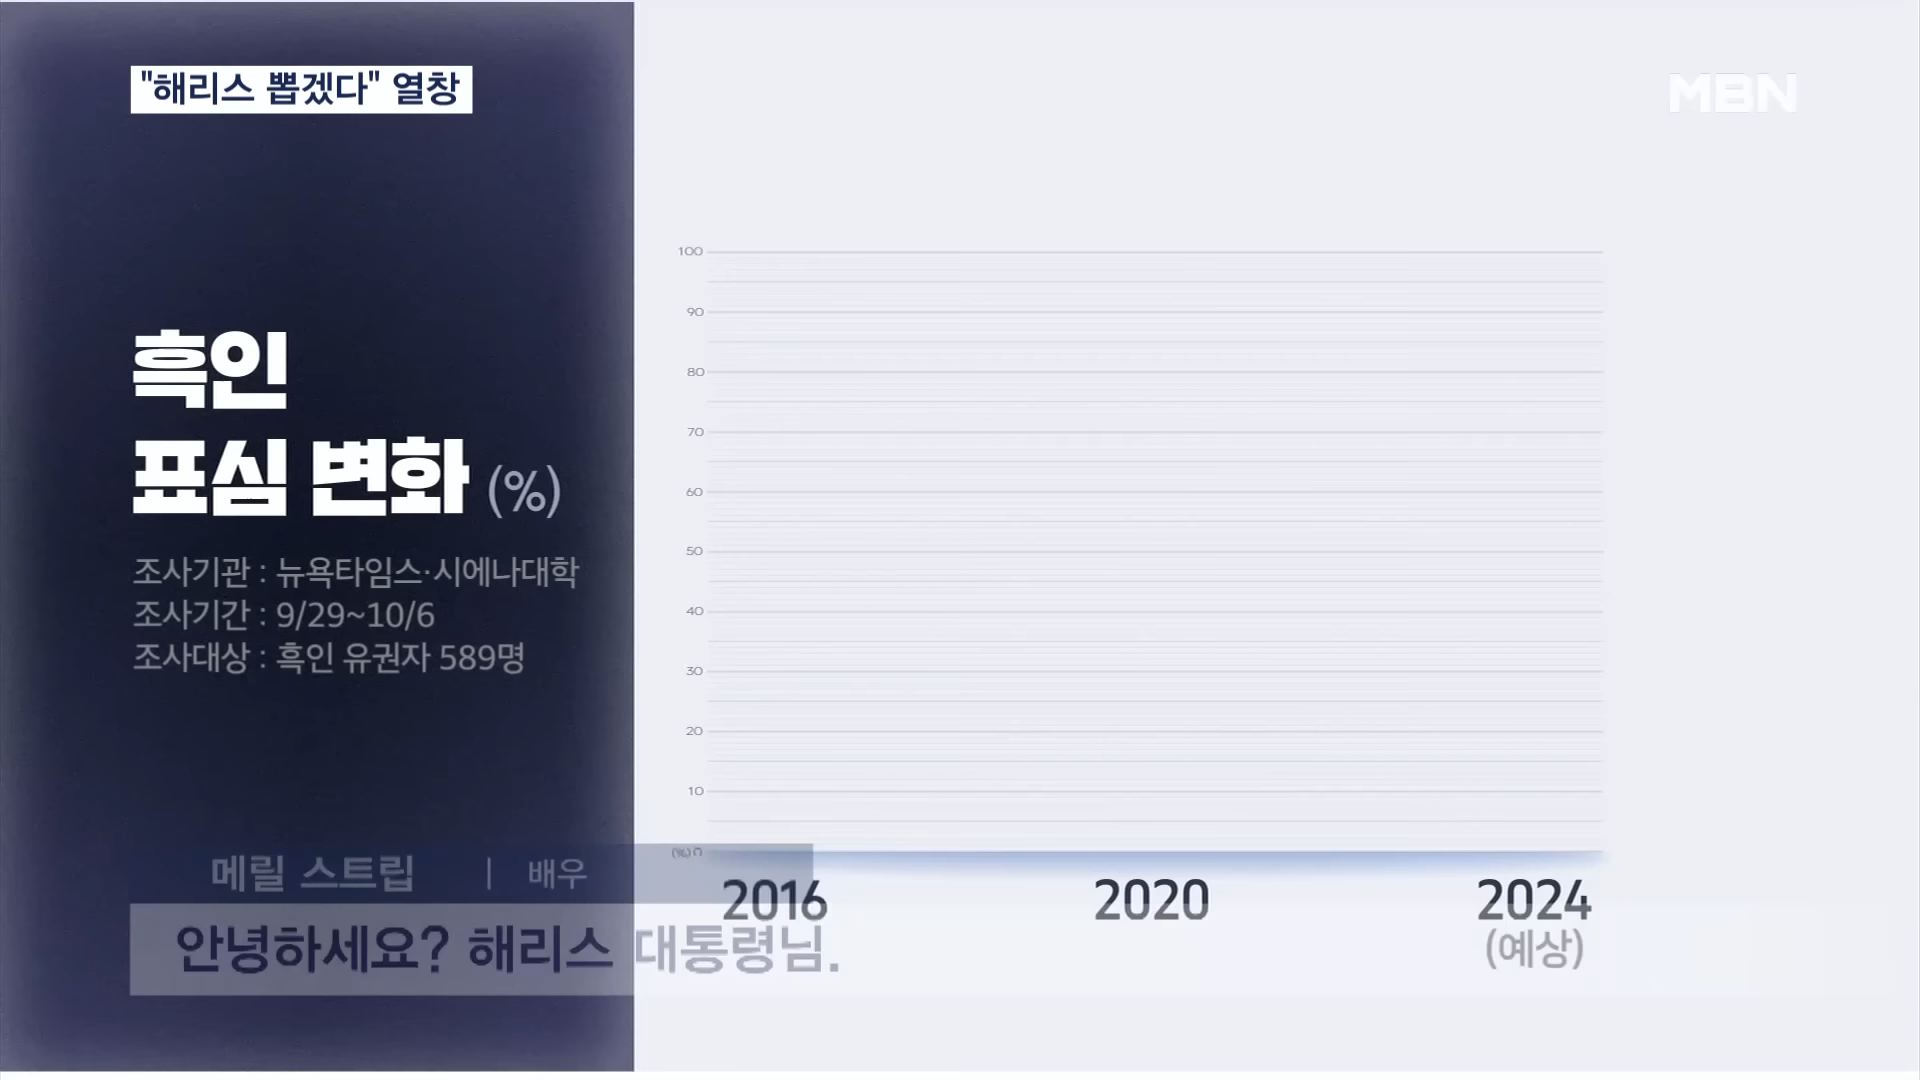 "해리스 뽑겠다" 열창
MBN
흑인
표심 변화 (%)
조사기관 : 뉴욕타임스·시에나대학
조사기간 : 9/29~10/6
조사대상 : 흑인 유권자 589명
100
90
80
70
60
50
40
30
20
10
(%) 0
2016
2020
2024
(예상)
메릴 스트립 | 배우
안녕하세요? 해리스 대통령님.